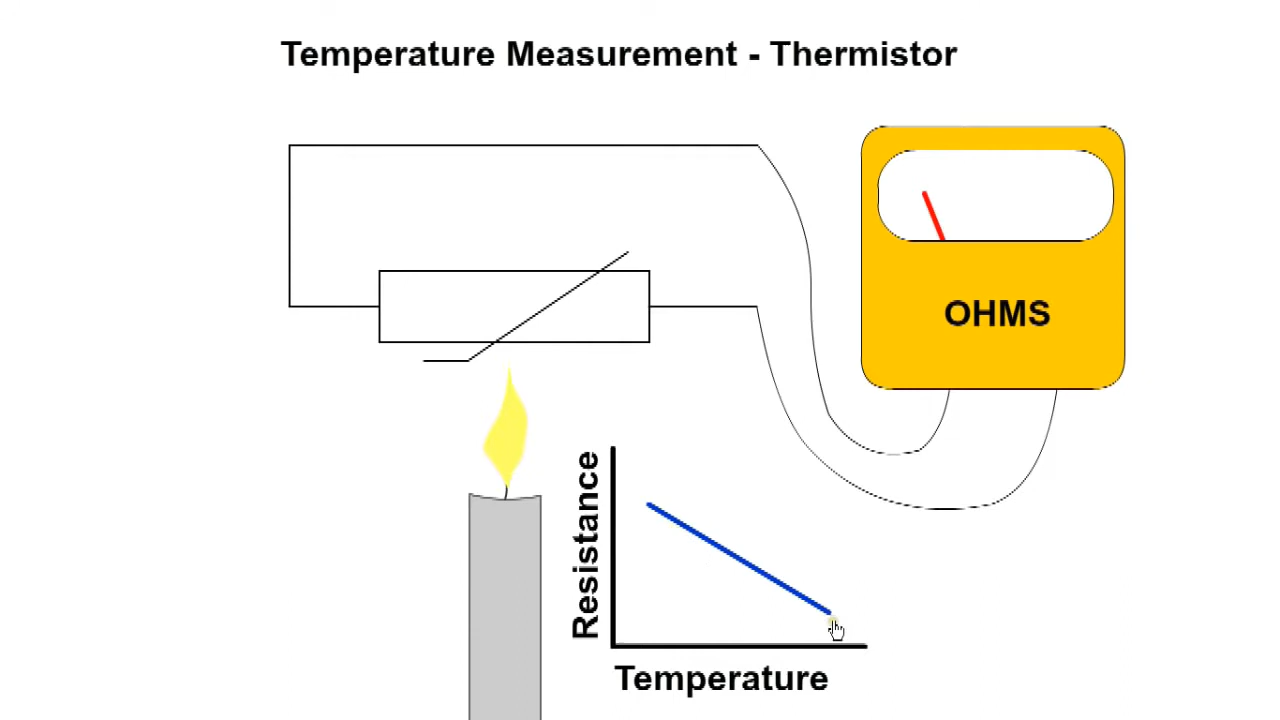 Temperature Measurement - Thermistor
OHMS
Resistance
Temperature